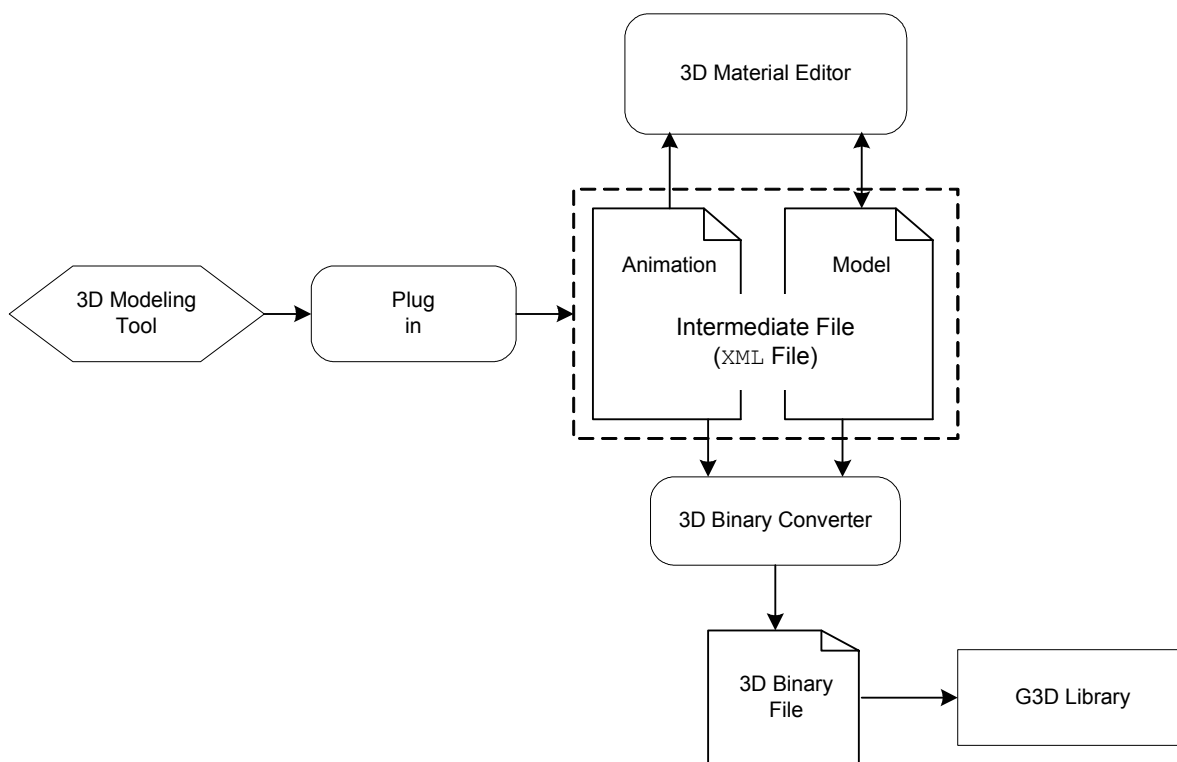 3D Material Editor
Animation
Model
3D Modeling
Tool
Plug
in
Intermediate File
(XML File)
3D Binary Converter
3D Binary
File
G3D Library